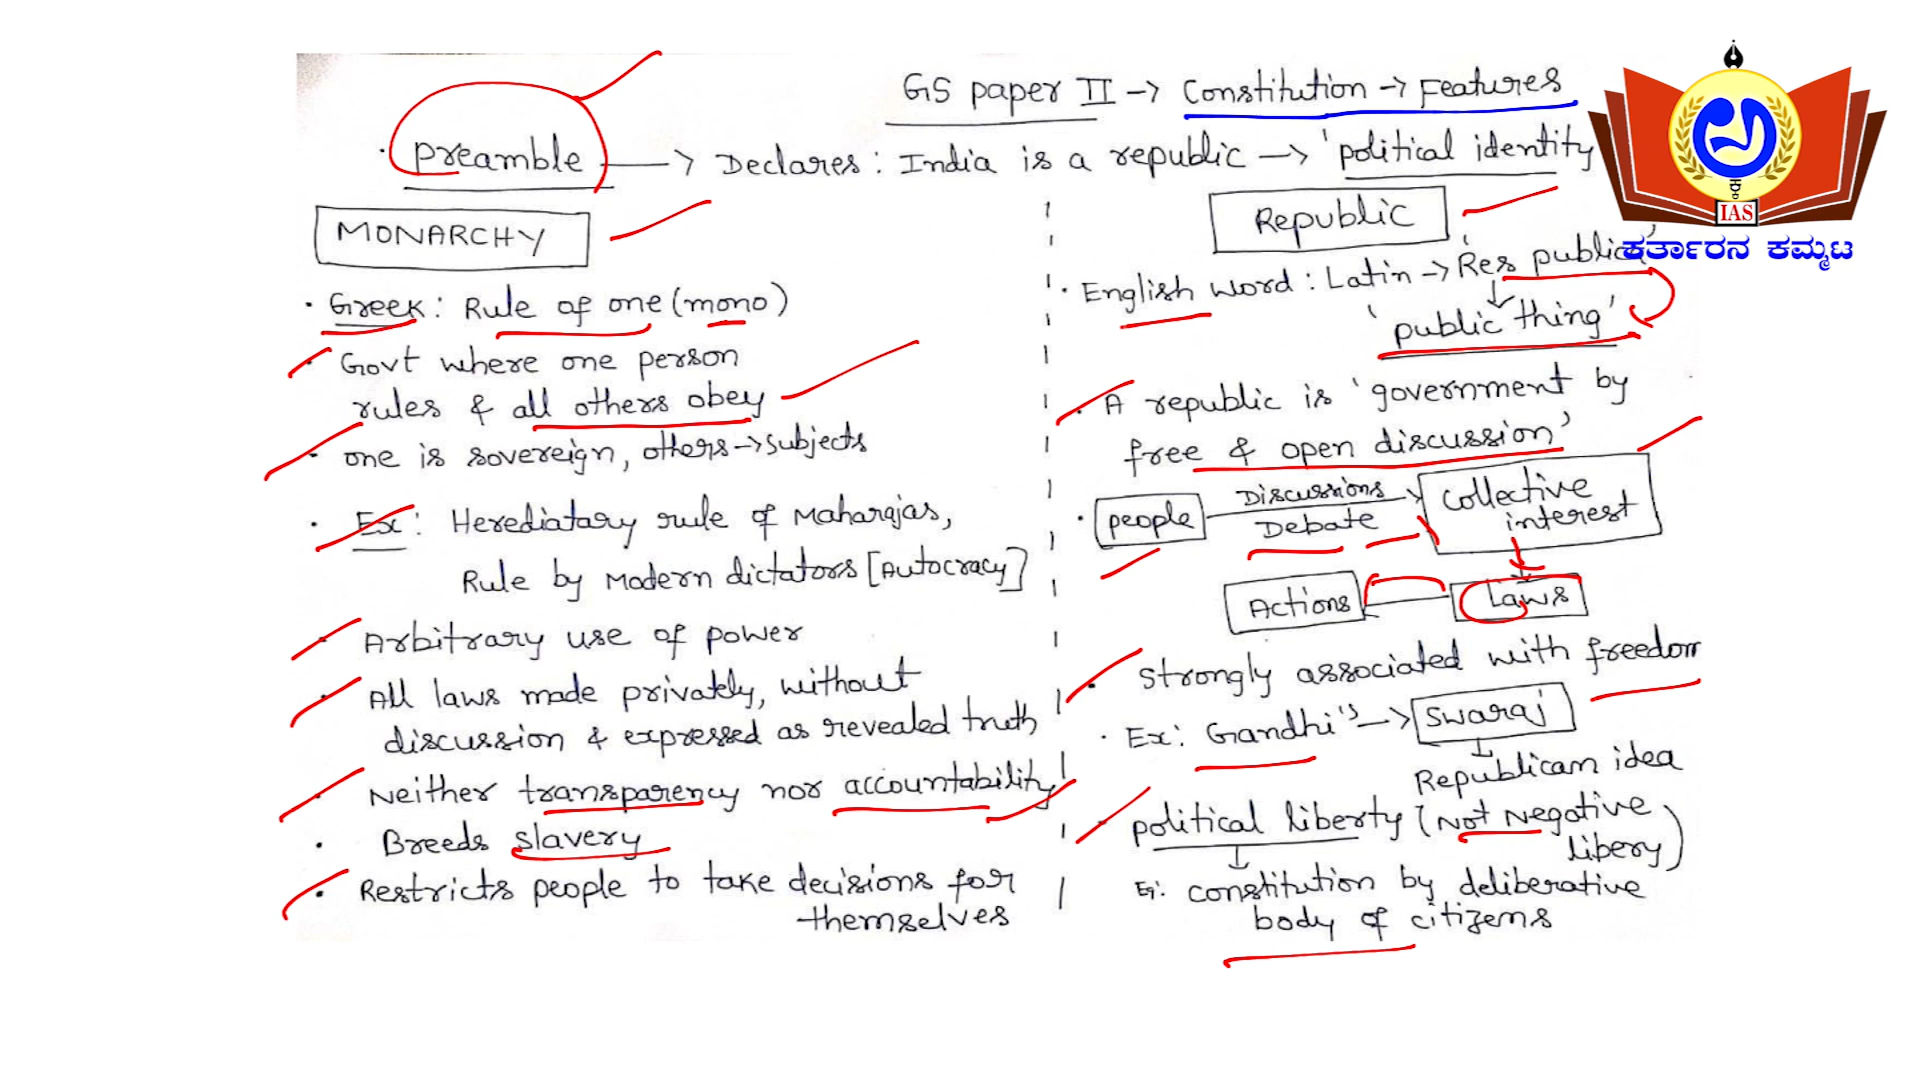 GS paper II -> Constitution -> Features
· preamble -> Declares : India is a republic -> 'political identity
MONARCHY
· Greek : Rule of one (mono)
· Govt where one person
rules & all others obey
· one is sovereign, others -> subjects
· Ex : Herediatary rule of Maharajas,
Rule by Modern dictators [Autocracy]
· Arbitrary use of power
· All laws made privately, without
discussion & expressed as revealed truth
· Neither transparency nor accountability
· Breeds slavery
· Restricts people to take decisions for
themselves
Republic
· English word : Latin -> 'Res publica'
'public thing'
· A republic is 'government by
free & open discussion'
· people Discussions Debate -> Collective
interest
Actions Laws
· Strongly associated with freedom
· Ex : Gandhi's -> Swaraj
Republican idea
· political liberty (Not Negative
libery)
Ex: constitution by deliberative
body of citizens
IAS
ಕರ್ತಾರನ ಕಮ್ಮಟ